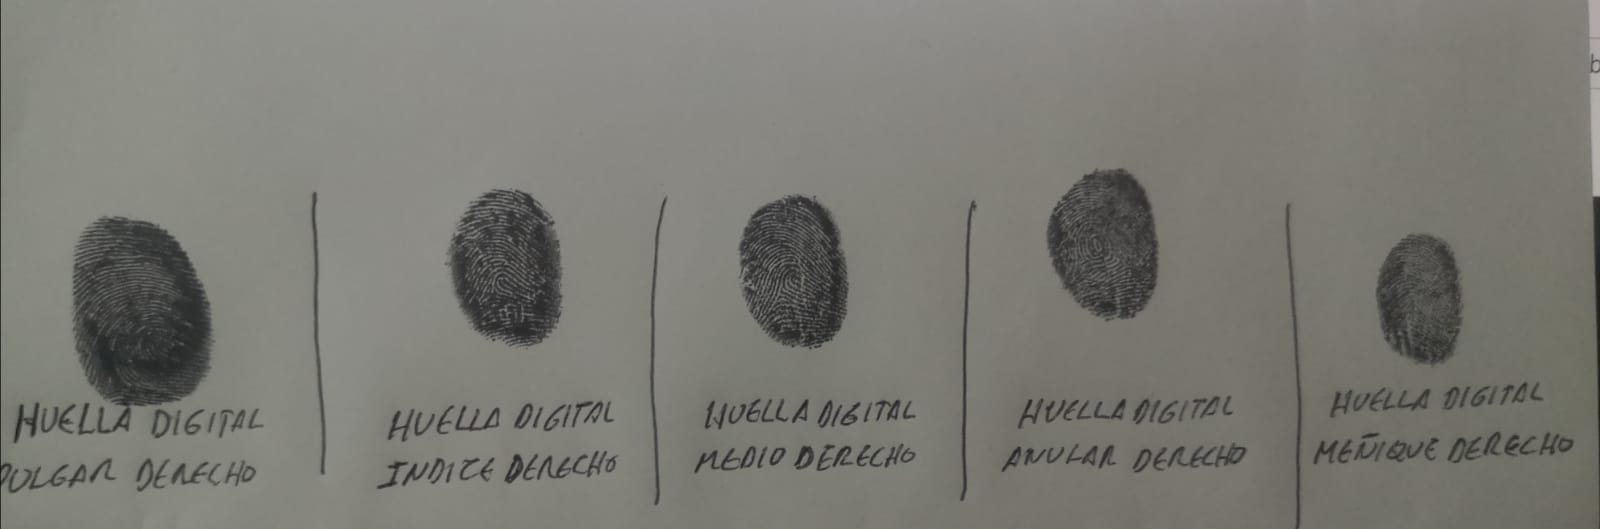 HUELLA DIGITAL
PULGAR DERECHO
HUELLA DIGITAL
INDICE DERECHO
HUELLA DIGITAL
MEDIO DERECHO
HUELLA DIGITAL
ANULAR DERECHO
HUELLA DIGITAL
MEÑIQUE DERECHO
b